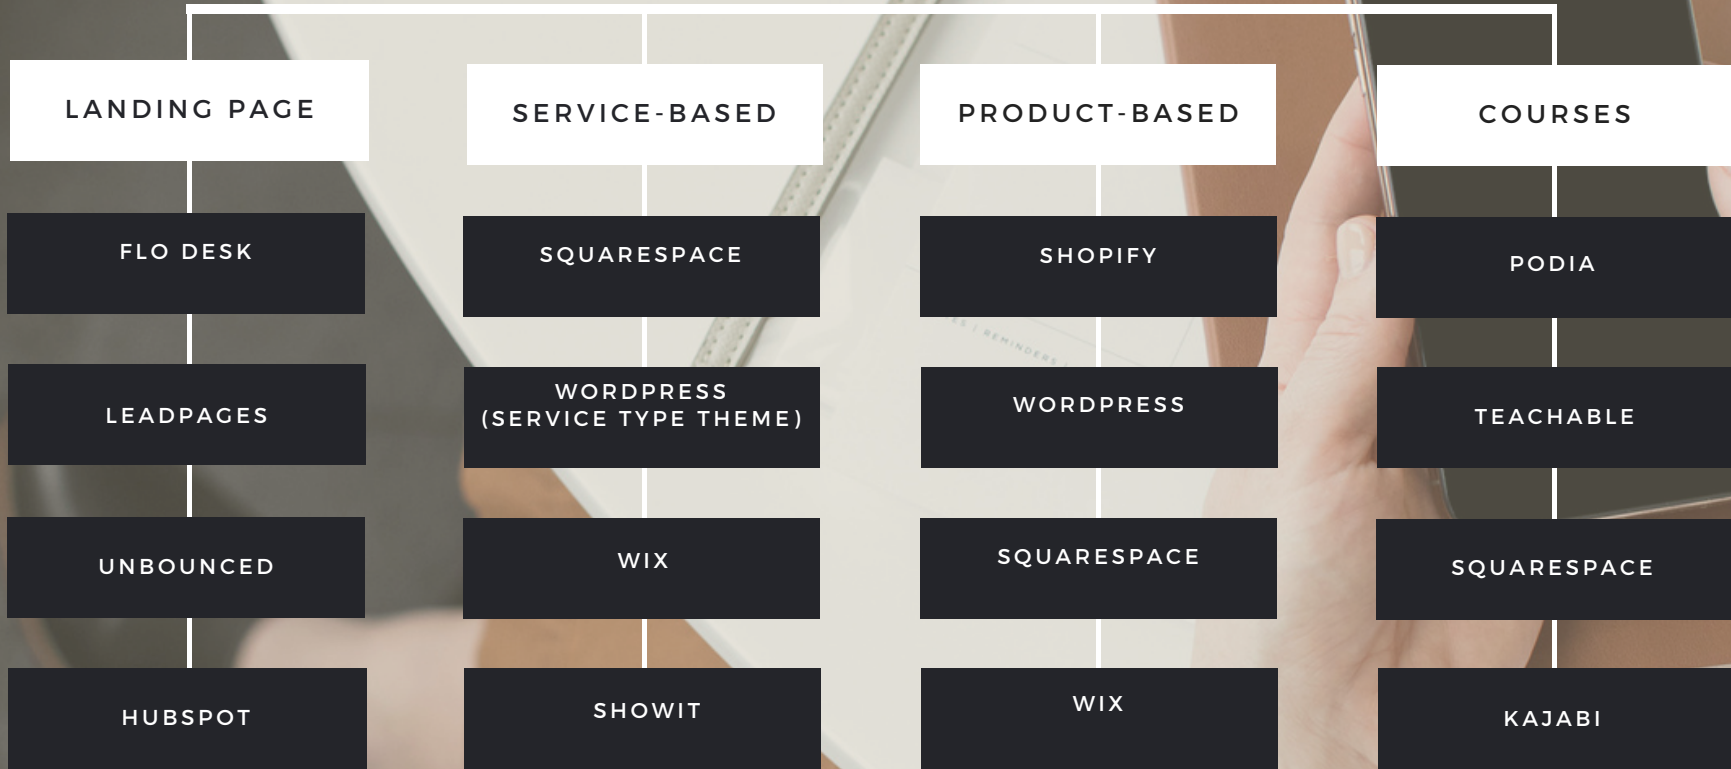 LANDING PAGE
FLO DESK
LEADPAGES
UNBOUNCED
HUBSPOT
SERVICE-BASED
SQUARESPACE
WORDPRESS
(SERVICE TYPE THEME)
WIX
SHOWIT
PRODUCT-BASED
SHOPIFY
WORDPRESS
SQUARESPACE
WIX
COURSES
PODIA
TEACHABLE
SQUARESPACE
KAJABI
| REMINDERS |